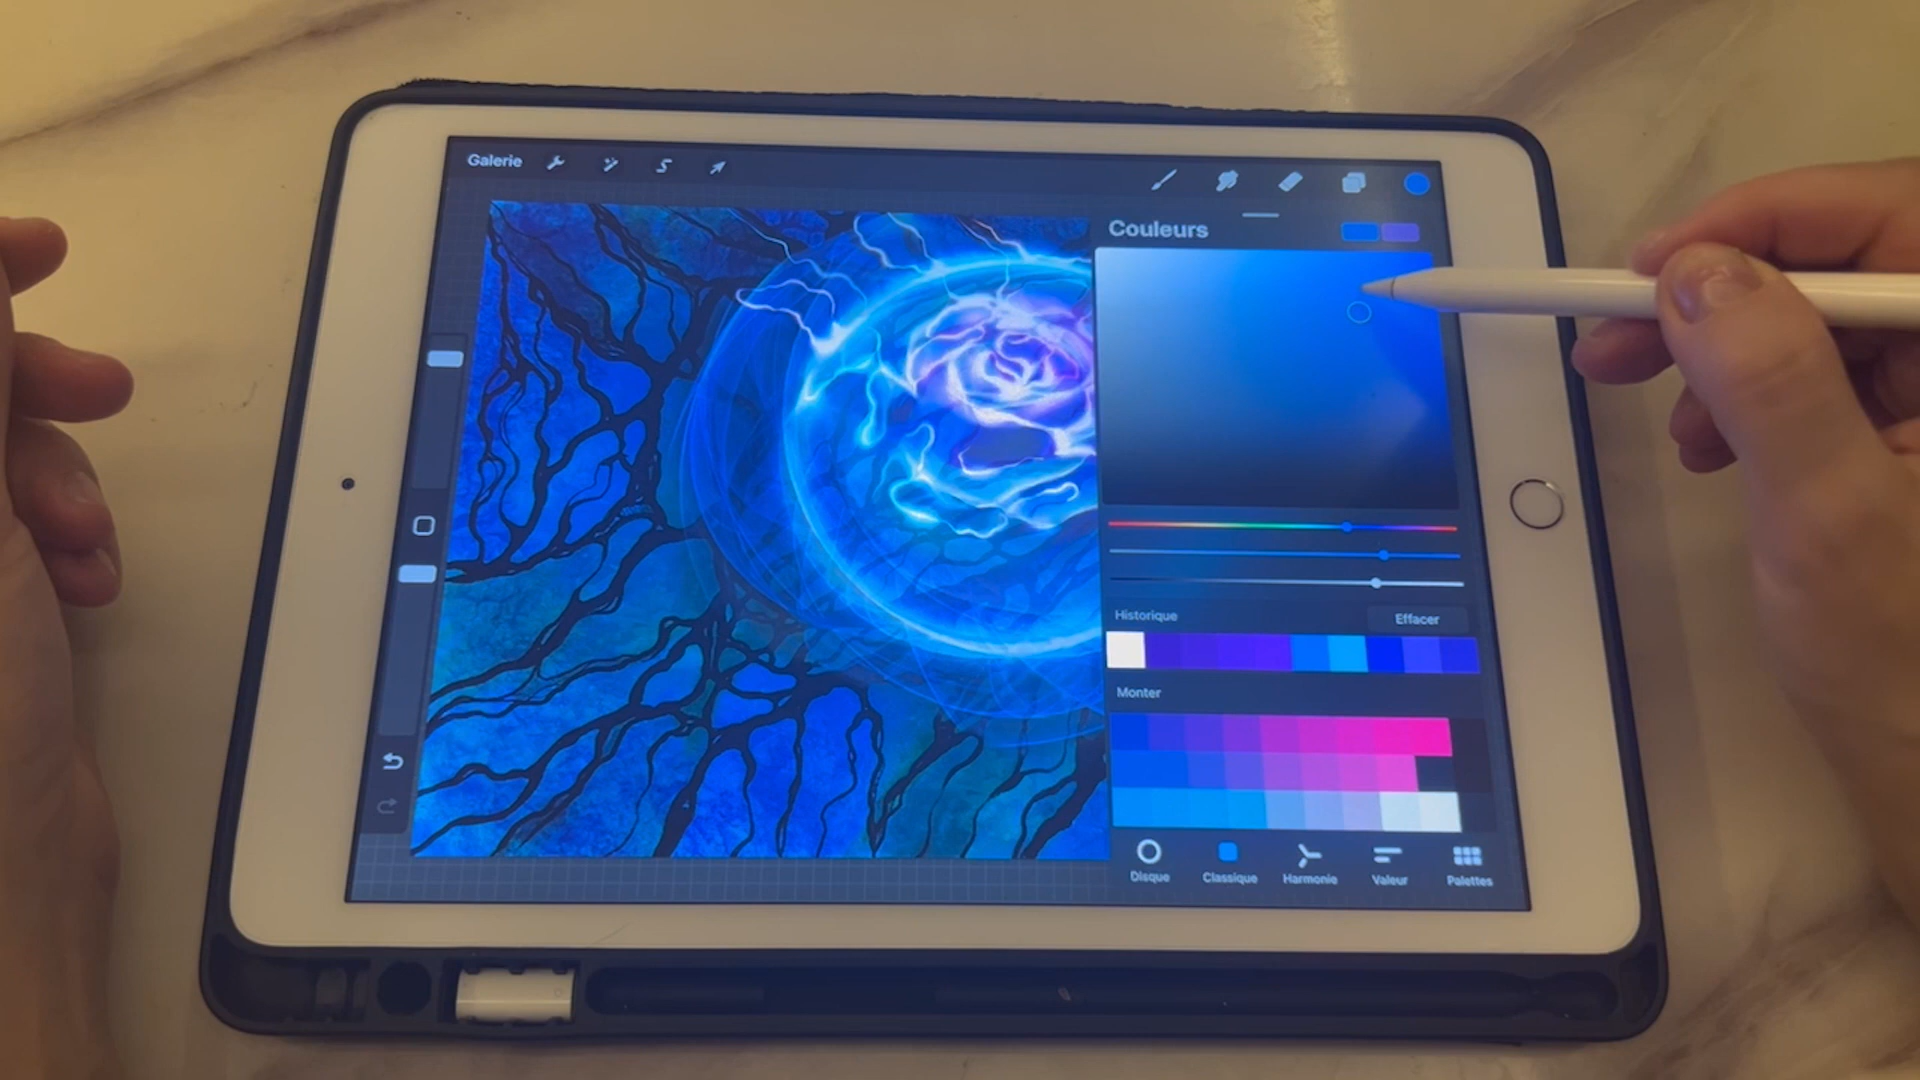 Galerie
Couleurs
Historique
Effacer
Monter
Disque
Classique
Harmonie
Valeur
Palettes